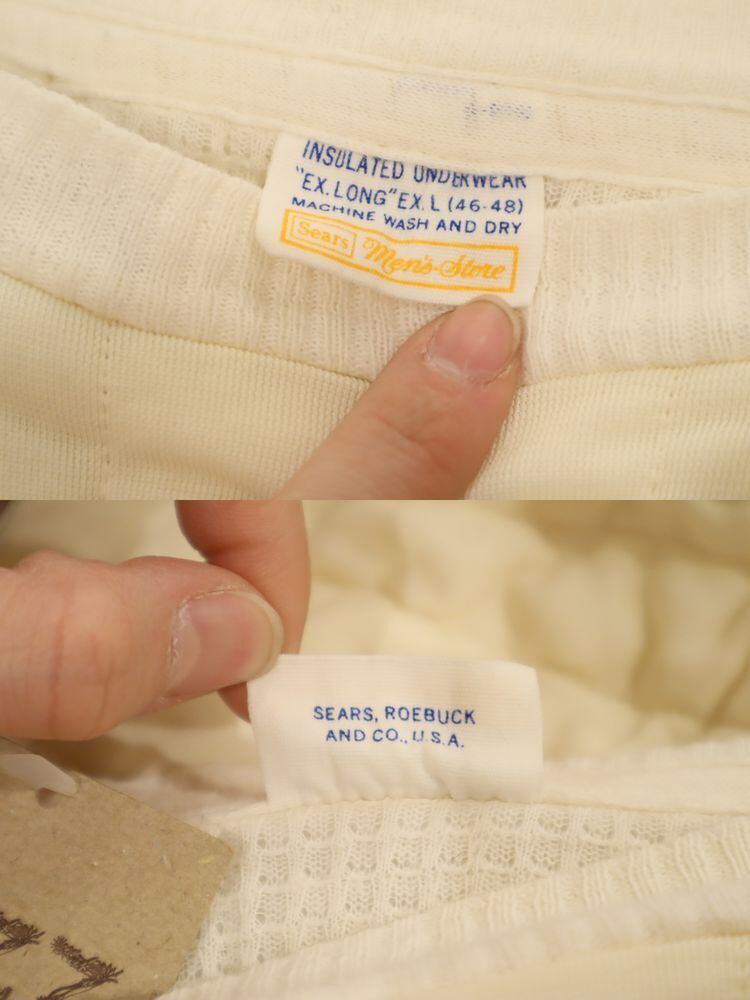 INSULATED UNDERWEAR
"EX. LONG" EX. L (46-48)
MACHINE WASH AND DRY
Sears Men's Store
SEARS, ROEBUCK
AND CO., U.S.A.